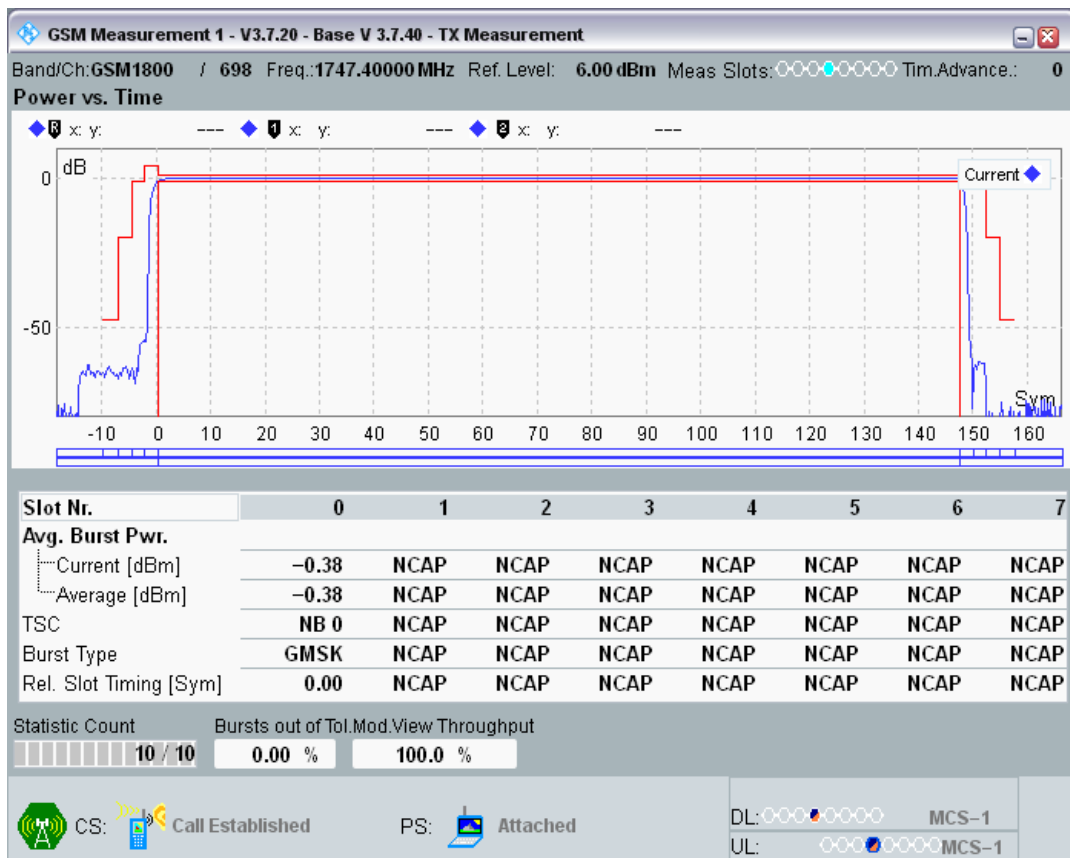 GSM Measurement 1 - V3.7.20 - Base V 3.7.40 - TX Measurement
Band/Ch:GSM1800 / 698 Freq.:1747.40000 MHz Ref. Level: 6.00 dBm Meas Slots: Tim.Advance.: 0
Power vs. Time
R x: y: --- 1 x: y: --- 2 x: y: ---
dB
0
Current
-50
Sym
-10 0 10 20 30 40 50 60 70 80 90 100 110 120 130 140 150 160
Slot Nr. 0 1 2 3 4 5 6 7
Avg. Burst Pwr.
Current [dBm] −0.38 NCAP NCAP NCAP NCAP NCAP NCAP NCAP
Average [dBm] −0.38 NCAP NCAP NCAP NCAP NCAP NCAP NCAP
TSC NB 0 NCAP NCAP NCAP NCAP NCAP NCAP NCAP
Burst Type GMSK NCAP NCAP NCAP NCAP NCAP NCAP NCAP
Rel. Slot Timing [Sym] 0.00 NCAP NCAP NCAP NCAP NCAP NCAP NCAP
Statistic Count Bursts out of Tol.Mod.View Throughput
10 / 10 0.00 % 100.0 %
CS: Call Established PS: Attached
DL: MCS−1
UL: MCS−1